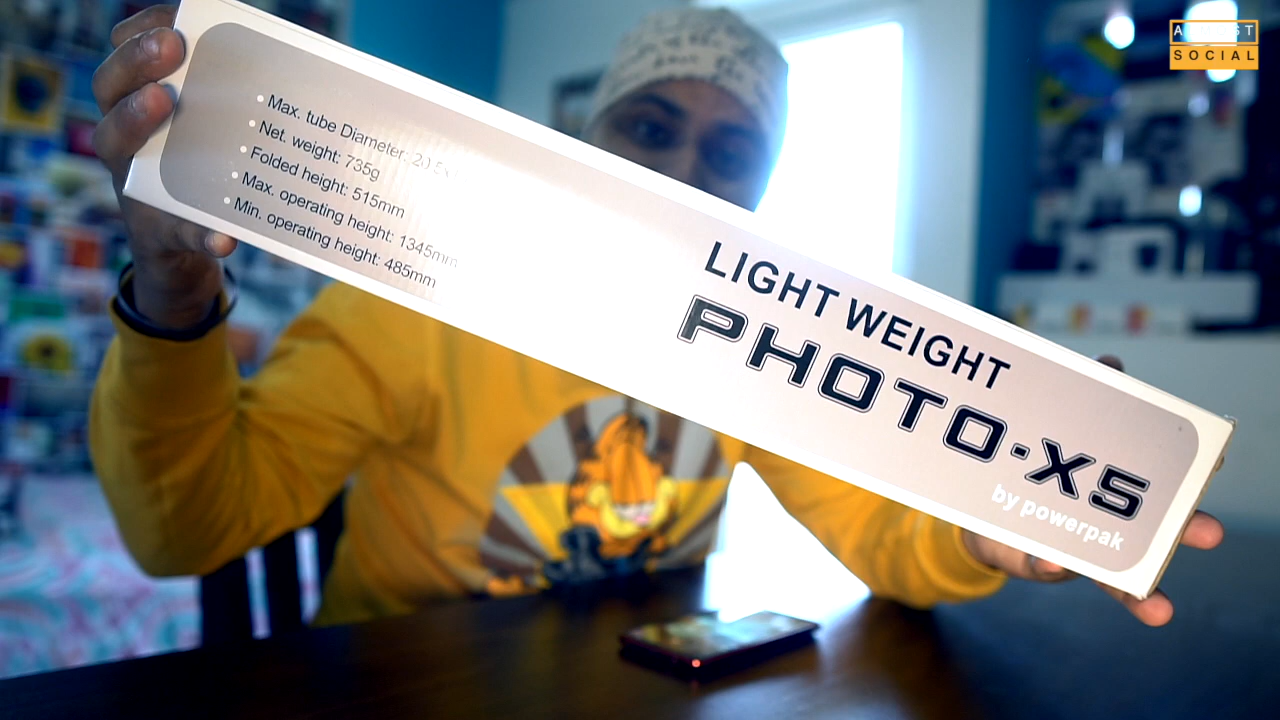 Max. tube Diameter:
Net. weight: 735g
Folded height: 515mm
Max. operating height: 1345mm
Min. operating height: 485mm
LIGHT WEIGHT
PHOTO-X5
by powerpak
SOCIAL